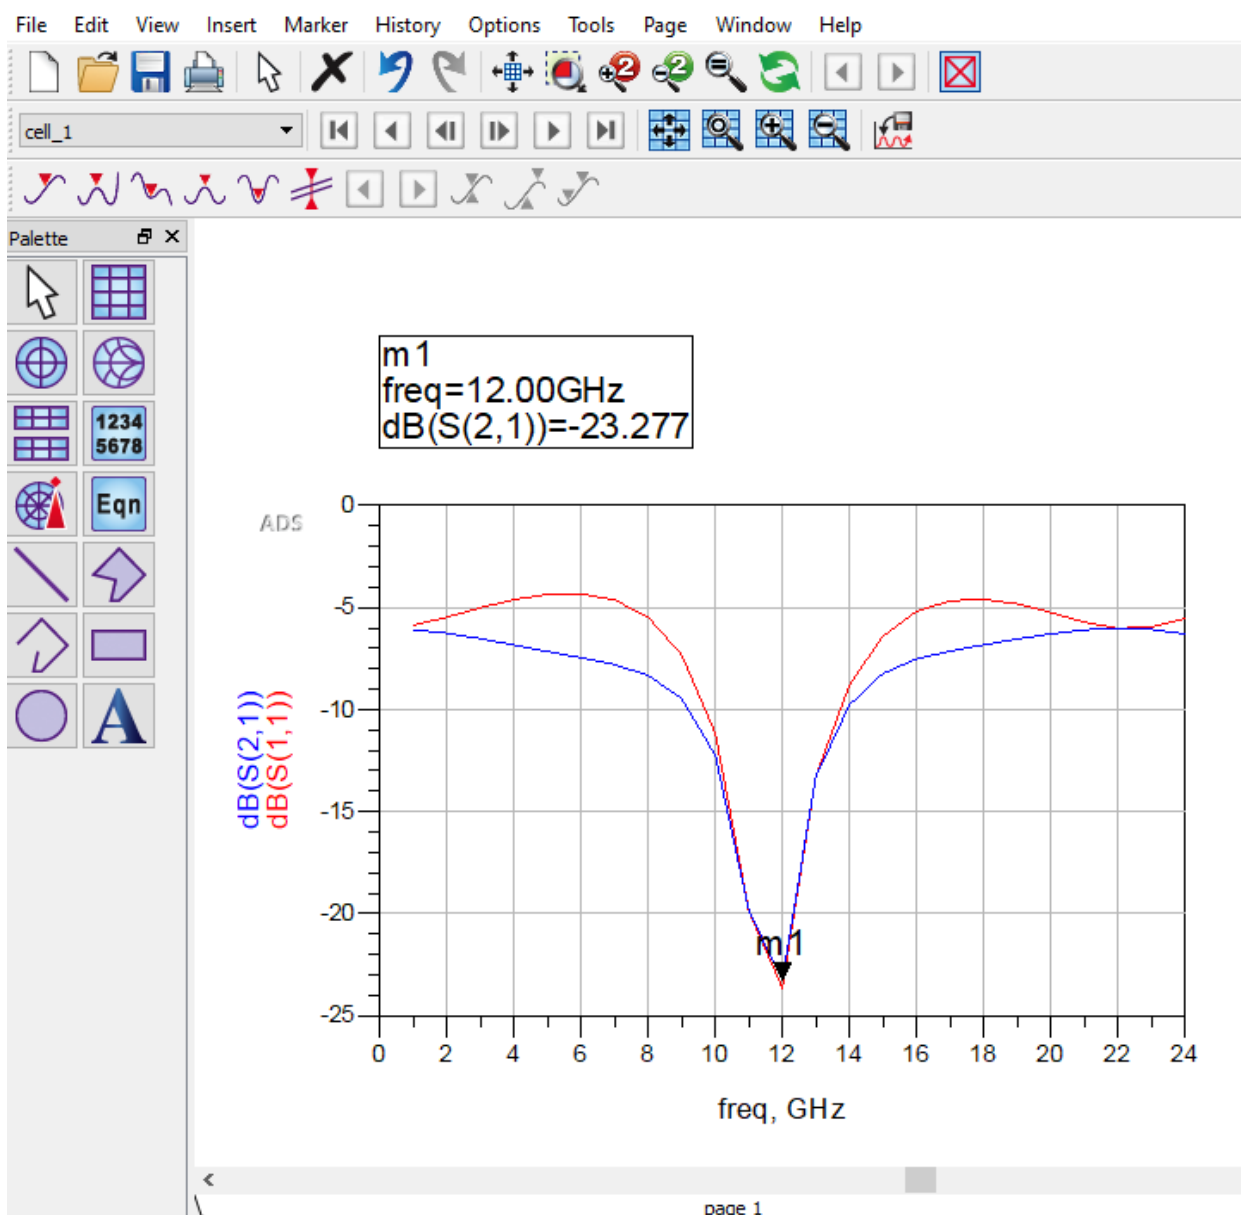 File Edit View Insert Marker History Options Tools Page Window Help
2 2
cell_1
Palette
1234
5678
Eqn
A
m1
freq=12.00GHz
dB(S(2,1))=-23.277
ADS
dB(S(2,1))
dB(S(1,1))
0
-5
-10
-15
-20
-25
m1
0 2 4 6 8 10 12 14 16 18 20 22 24
freq, GHz
page 1